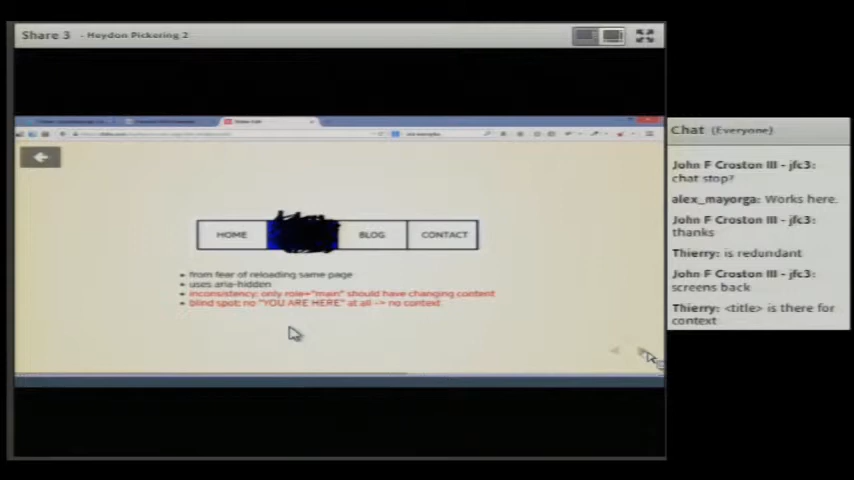 Share 3 - Heydon Pickering 2
HOME BLOG CONTACT
from fear of reloading same page
uses aria-hidden
inconsistency; only role="main" should have changing content
blind spot; no "YOU ARE HERE" at all -> no context
Chat (Everyone)
John F Croston III - jfc3:
chat stop?
alex_mayorga: Works here.
John F Croston III - jfc3:
thanks
Thierry: is redundant
John F Croston III - jfc3:
screens back
Thierry: <title> is there for
context